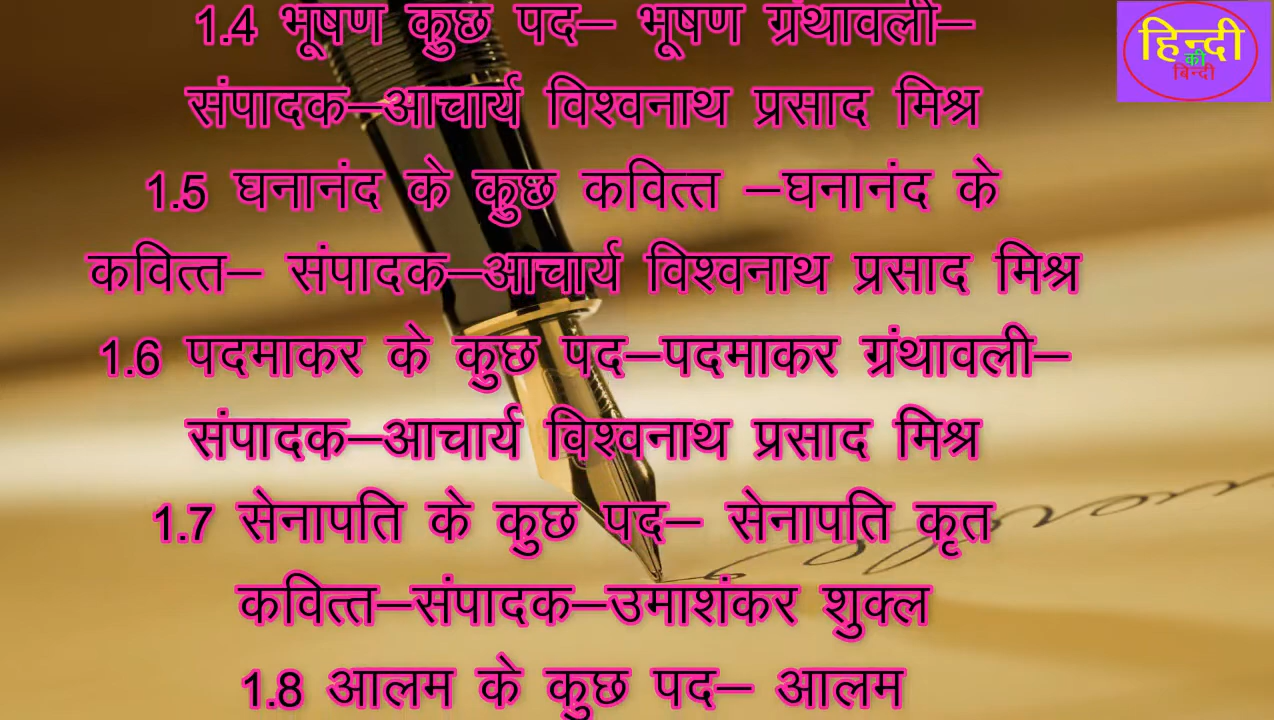 1.4 भूषण कुछ पद– भूषण ग्रंथावली–
संपादक–आचार्य विश्वनाथ प्रसाद मिश्र
1.5 घनानंद के कुछ कवित्त –घनानंद के
कवित्त– संपादक–आचार्य विश्वनाथ प्रसाद मिश्र
1.6 पदमाकर के कुछ पद–पदमाकर ग्रंथावली–
संपादक–आचार्य विश्वनाथ प्रसाद मिश्र
1.7 सेनापति के कुछ पद– सेनापति कृत
कवित्त–संपादक–उमाशंकर शुक्ल
1.8 आलम के कुछ पद– आलम
हिन्दी
की
बिन्दी